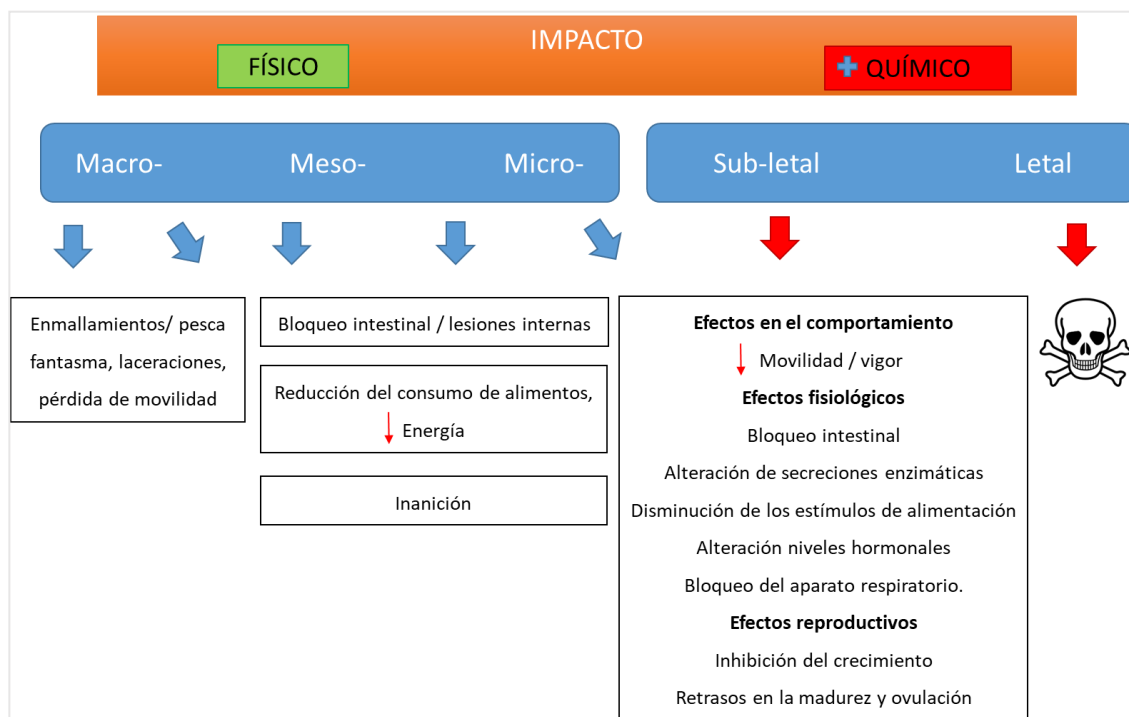 IMPACTO
FÍSICO
QUÍMICO
Macro-
Meso-
Micro-
Sub-letal
Letal
Enmallamientos/ pesca
fantasma, laceraciones,
pérdida de movilidad
Bloqueo intestinal / lesiones internas
Reducción del consumo de alimentos,
Energía
Inanición
Efectos en el comportamiento
Movilidad / vigor
Efectos fisiológicos
Bloqueo intestinal
Alteración de secreciones enzimáticas
Disminución de los estímulos de alimentación
Alteración niveles hormonales
Bloqueo del aparato respiratorio.
Efectos reproductivos
Inhibición del crecimiento
Retrasos en la madurez y ovulación